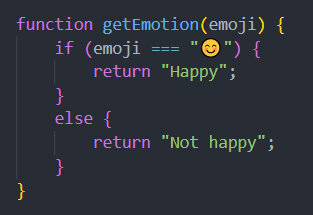 function getEmotion(emoji) {
    if (emoji === "😊") {
        return "Happy";
    }
    else {
        return "Not happy";
    }
}